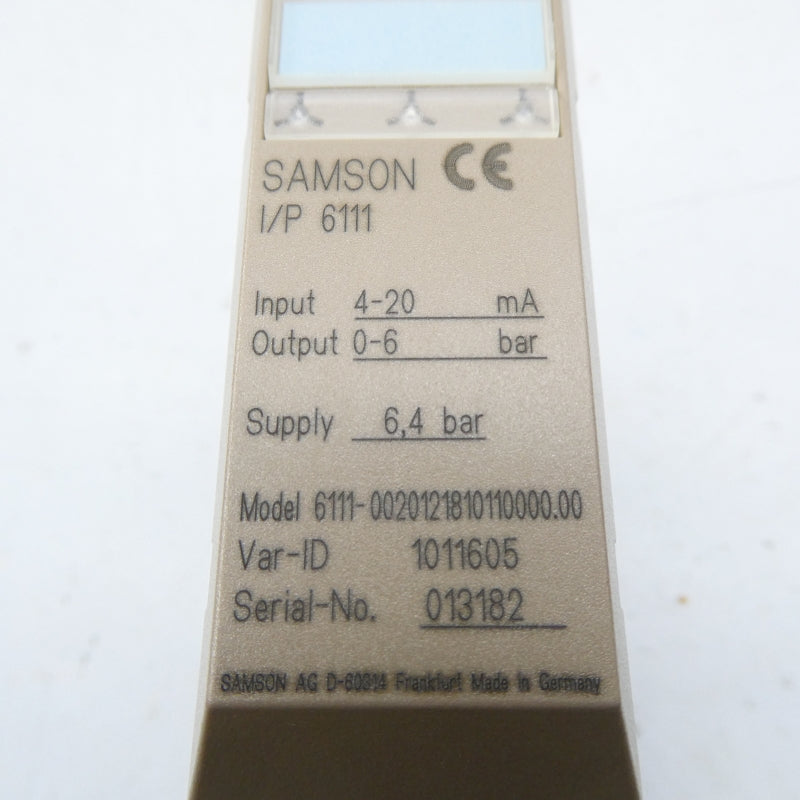 SAMSON CE
I/P 6111
Input 4-20 mA
Output 0-6 bar
Supply 6,4 bar
Model 6111-0020121810110000.00
Var-ID 1011605
Serial-No. 013182
SAMSON AG D-60314 Frankfurt Made in Germany